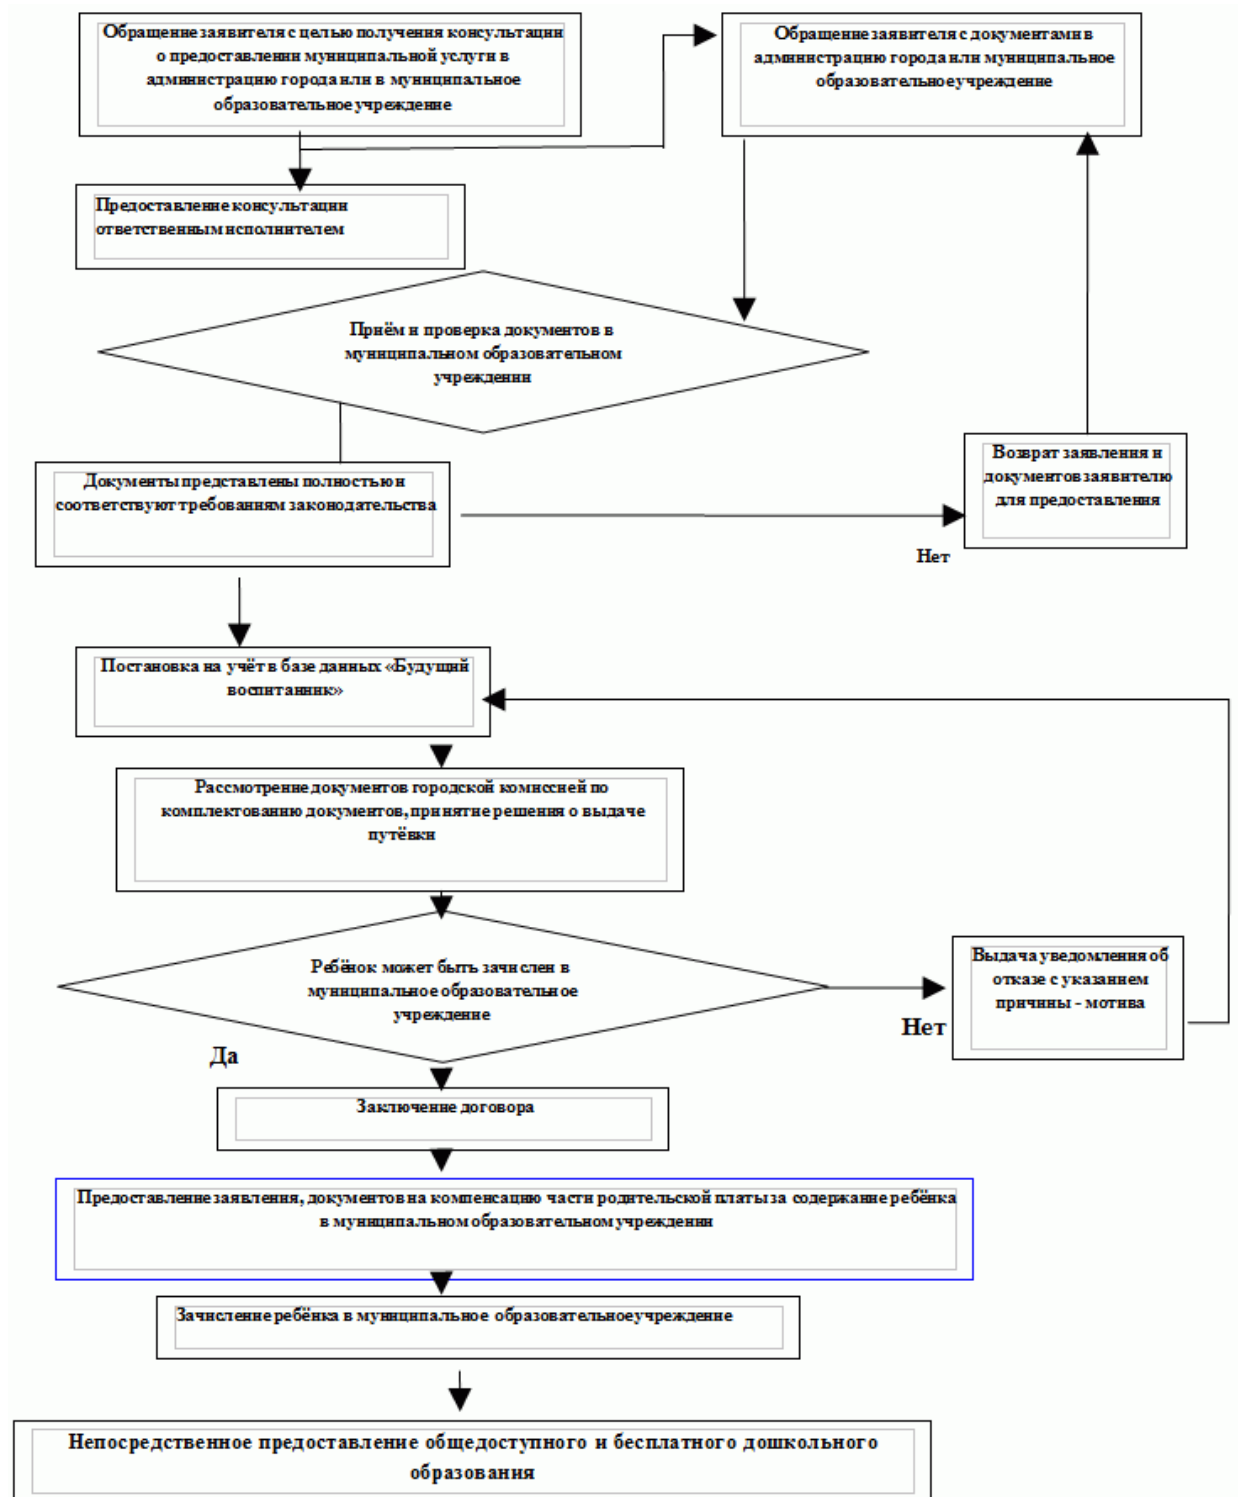 Обращение заявителя с целью получения консультации
о предоставлении муниципальной услуги в
администрацию города или в муниципальное
образовательное учреждение
Обращение заявителя с документами в
администрацию города или муниципальное
образовательное учреждение
Предоставление консультации
ответственным исполнителем
Приём и проверка документов в
муниципальном образовательном
учреждении
Документы представлены полностью и
соответствуют требованиям законодательства
Возврат заявления и
документов заявителю
для предоставления
Нет
Постановка на учёт в базе данных «Будущий
воспитанник»
Рассмотрение документов городской комиссией по
комплектованию документов, принятие решения о выдаче
путёвки
Ребёнок может быть зачислен в
муниципальное образовательное
учреждение
Выдача уведомления об
отказе с указанием
причины - мотива
Нет
Да
Заключение договора
Предоставление заявления, документов на компенсацию части родительской платы за содержание ребёнка
в муниципальном образовательном учреждении
Зачисление ребёнка в муниципальное образовательное учреждение
Непосредственное предоставление общедоступного и бесплатного дошкольного
образования